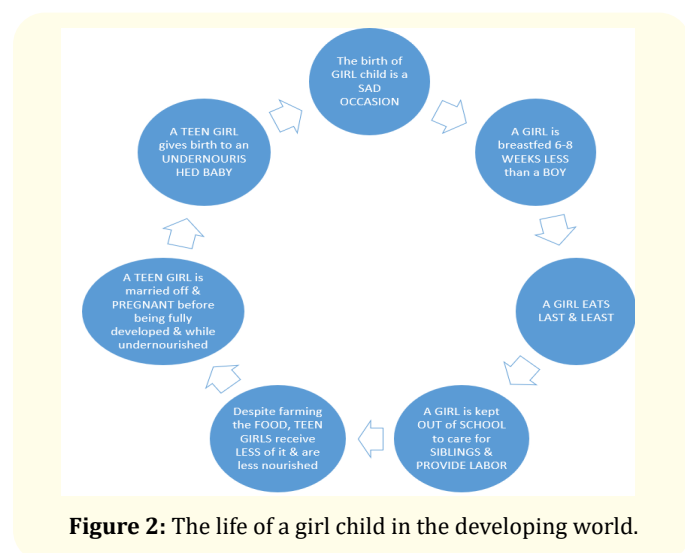 The birth of
GIRL child is a
SAD
OCCASION
A GIRL is
breastfed 6-8
WEEKS LESS
than a BOY
A GIRL EATS
LAST & LEAST
A GIRL is kept
OUT of SCHOOL
to care for
SIBLINGS &
PROVIDE LABOR
Despite farming
the FOOD, TEEN
GIRLS receive
LESS of it & are
less nourished
A TEEN GIRL is
married off &
PREGNANT before
being fully
developed & while
undernourished
A TEEN GIRL
gives birth to an
UNDERNOURIS
HED BABY
Figure 2: The life of a girl child in the developing world.